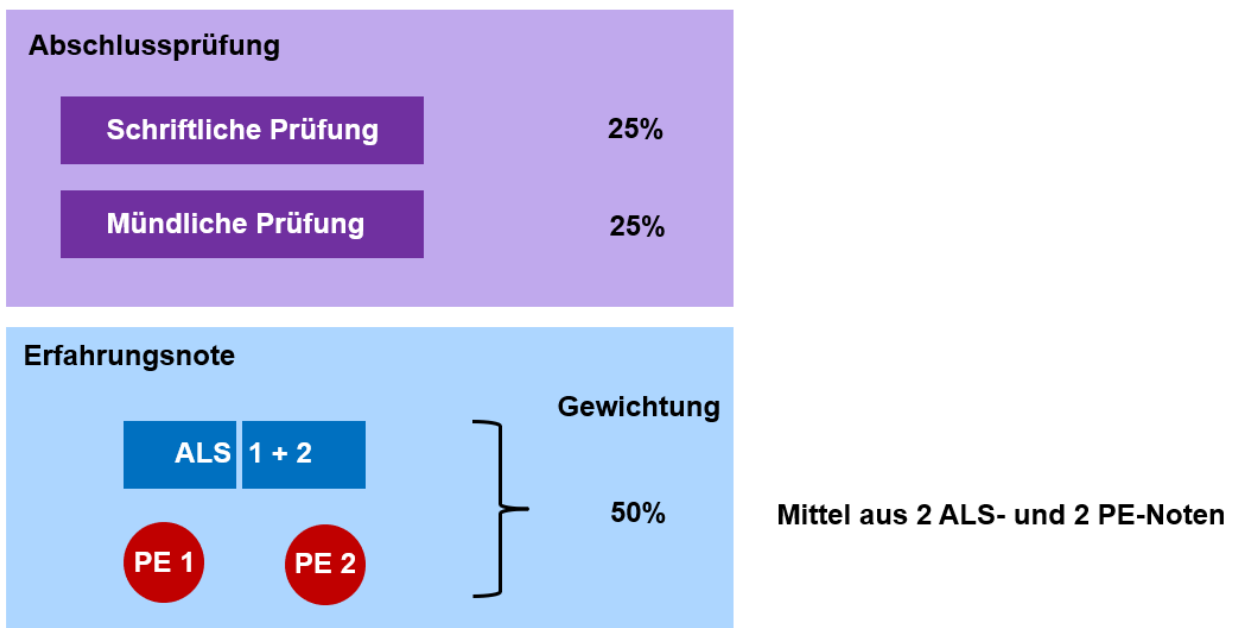 Abschlussprüfung
Schriftliche Prüfung 25%
Mündliche Prüfung 25%
Erfahrungsnote
Gewichtung
ALS 1 + 2
50% Mittel aus 2 ALS- und 2 PE-Noten
PE 1 PE 2